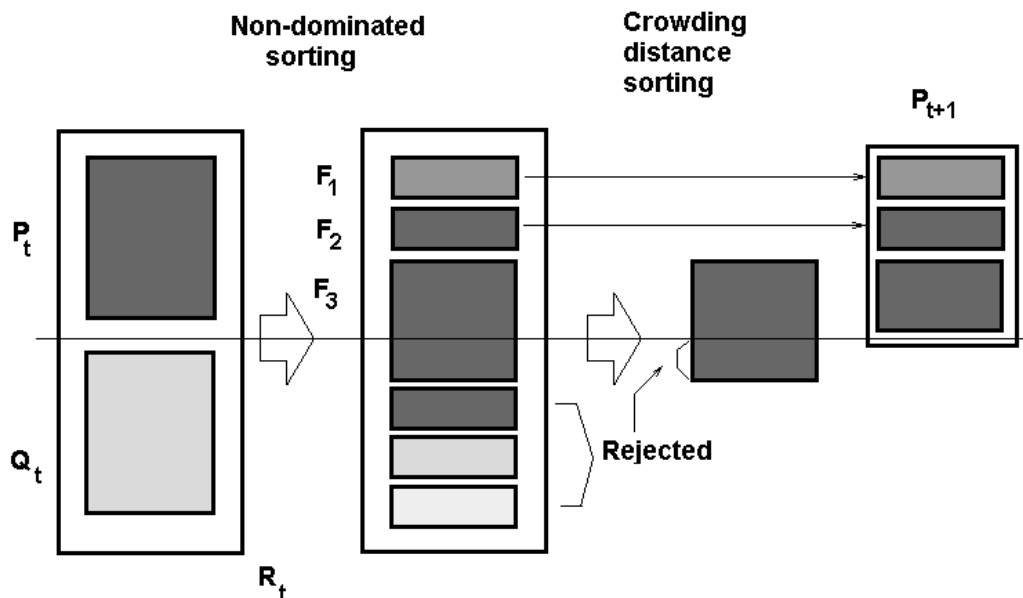 Non-dominated
sorting
Crowding
distance
sorting
P_{t+1}
F_1
P_t
F_2
F_3
Q_t
Rejected
R_t